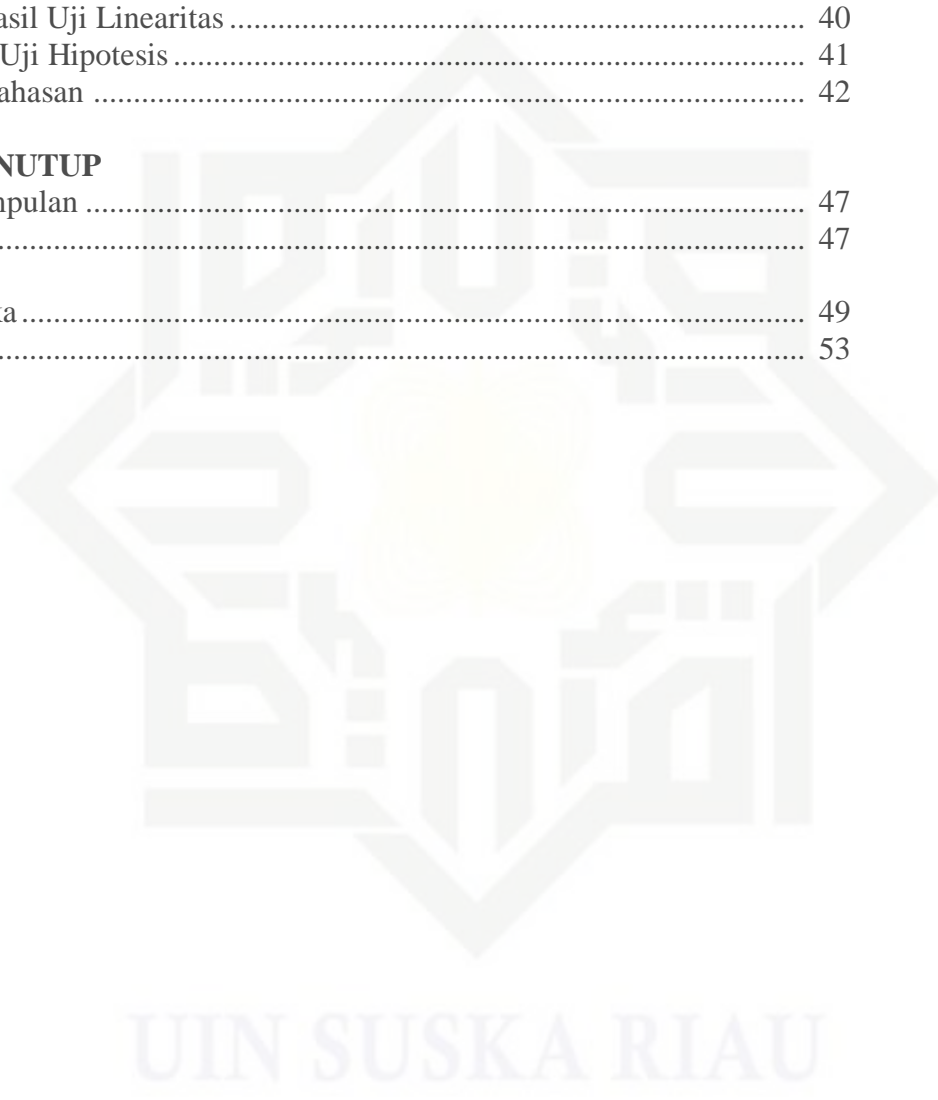 asil Uji Linearitas ........................................................................... 40
Uji Hipotesis .................................................................................. 41
ahasan ............................................................................................ 42
NUTUP
npulan ............................................................................................. 47
......................................................................................................... 47
a ...................................................................................................... 49
......................................................................................................... 53
UIN SUSKA RIAU